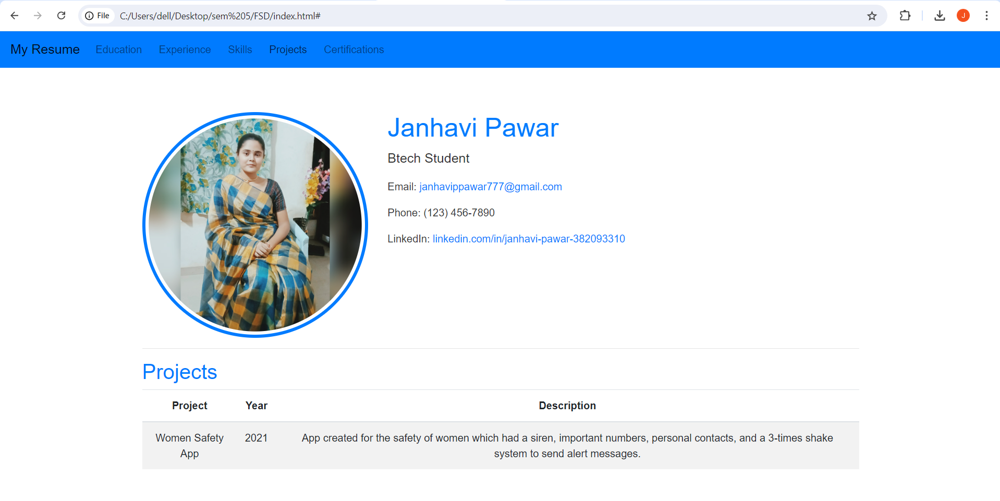 File C:/Users/dell/Desktop/sem%205/FSD/index.html#
J
My Resume Education Experience Skills Projects Certifications
Janhavi Pawar
Btech Student
Email: janhavippawar777@gmail.com
Phone: (123) 456-7890
LinkedIn: linkedin.com/in/janhavi-pawar-382093310
Projects
Project Year Description
Women Safety App 2021 App created for the safety of women which had a siren, important numbers, personal contacts, and a 3-times shake
system to send alert messages.